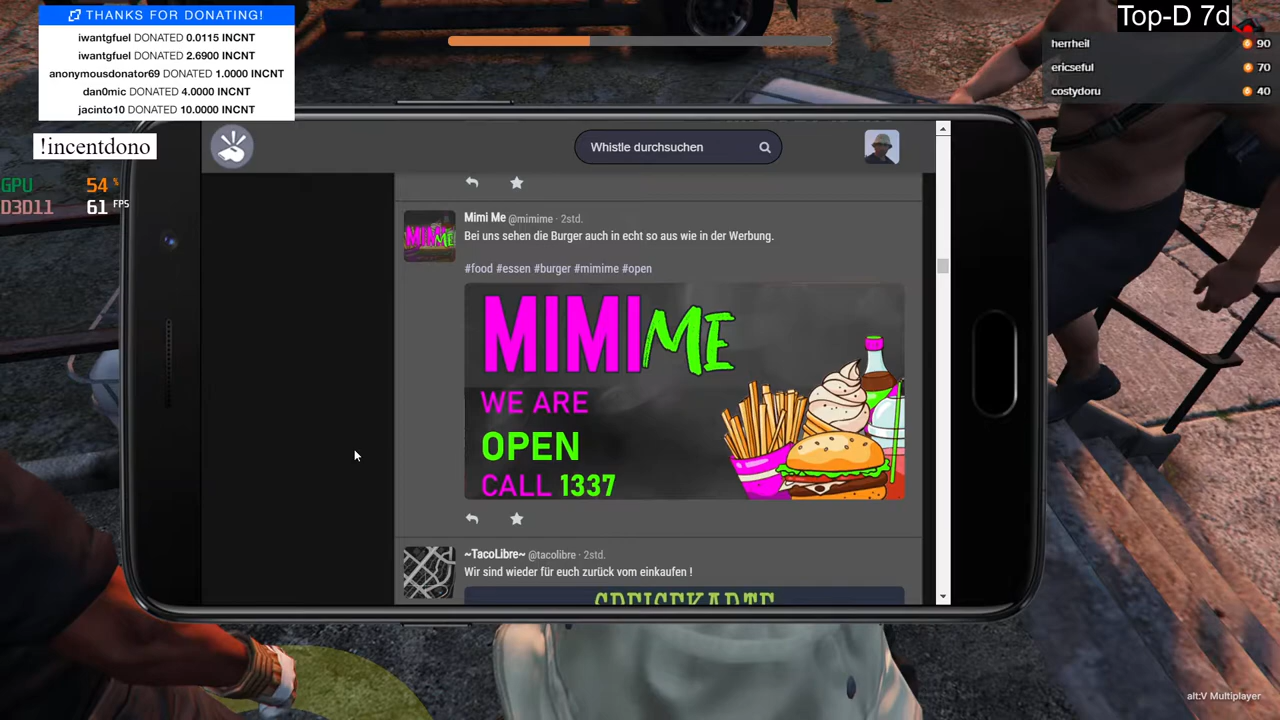 THANKS FOR DONATING!
iwantgfuel DONATED 0.0115 INCNT
iwantgfuel DONATED 2.6900 INCNT
anonymousdonator69 DONATED 1.0000 INCNT
dan0mic DONATED 4.0000 INCNT
jacinto10 DONATED 10.0000 INCNT
!incentdono
GPU 54 %
D3D11 61 FPS
Top-D 7d
herrheil 90
ericseful 70
costydoru 40
Whistle durchsuchen
Mimi Me @mimime · 2std.
Bei uns sehen die Burger auch in echt so aus wie in der Werbung.
#food #essen #burger #mimime #open
MIMIME
MIMIME
WE ARE
OPEN
CALL 1337
~TacoLibre~ @tacolibre · 2std.
Wir sind wieder für euch zurück vom einkaufen !
SPEISEKARTE
alt:V Multiplayer